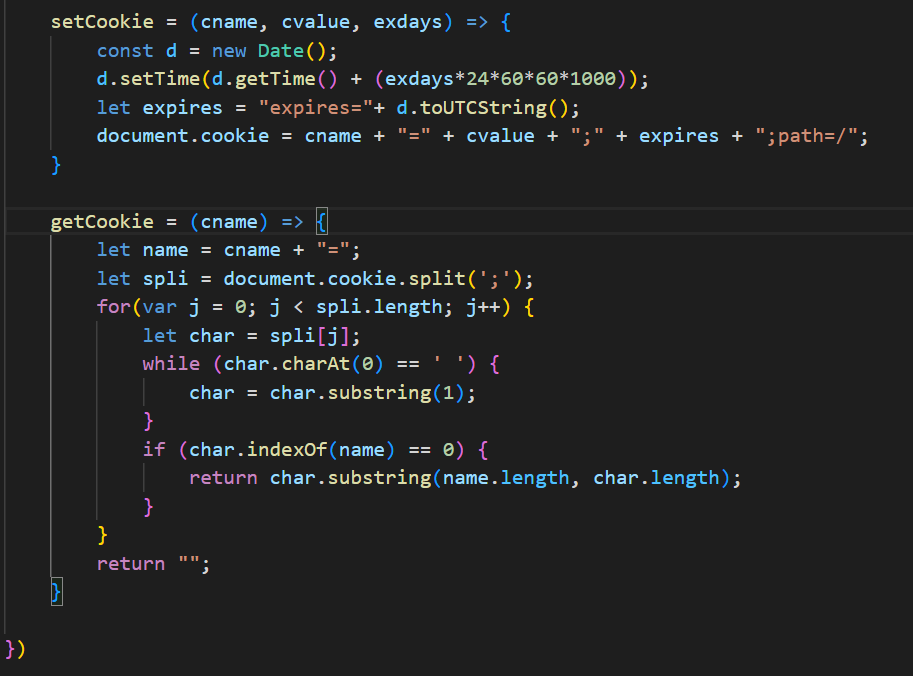 setCookie = (cname, cvalue, exdays) => {
const d = new Date();
d.setTime(d.getTime() + (exdays*24*60*60*1000));
let expires = "expires="+ d.toUTCString();
document.cookie = cname + "=" + cvalue + ";" + expires + ";path=/";
}
getCookie = (cname) => {
let name = cname + "=";
let spli = document.cookie.split(';');
for(var j = 0; j < spli.length; j++) {
let char = spli[j];
while (char.charAt(0) == ' ') {
char = char.substring(1);
}
if (char.indexOf(name) == 0) {
return char.substring(name.length, char.length);
}
}
return "";
}
})